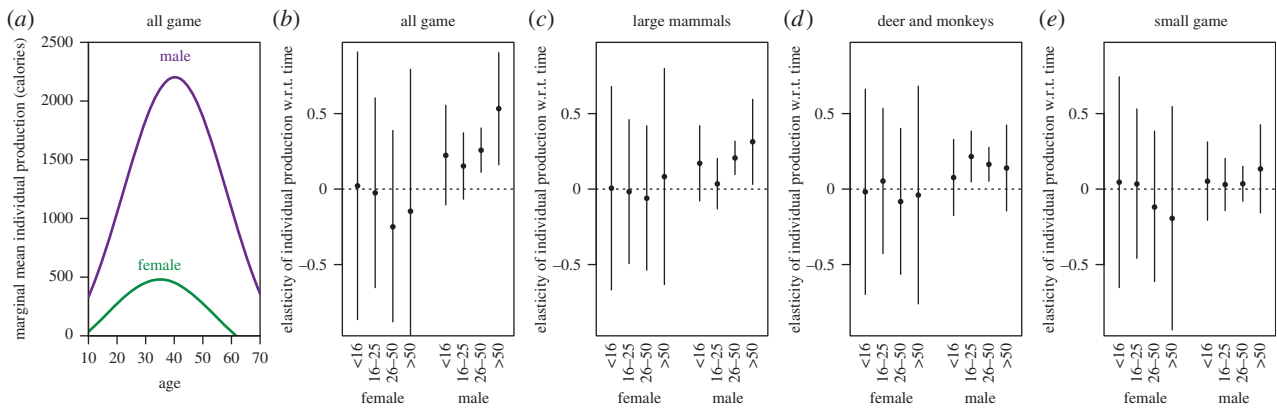 (a)
all game
marginal mean individual production (calories)
2500
2000
1500
1000
500
0
male
female
10 20 30 40 50 60 70
age
(b)
all game
elasticity of individual production w.r.t. time
0.5
0
−0.5
<16
16–25
26–50
>50
<16
16–25
26–50
>50
female male
(c)
large mammals
elasticity of individual production w.r.t. time
0.5
0
−0.5
<16
16–25
26–50
>50
<16
16–25
26–50
>50
female male
(d)
deer and monkeys
elasticity of individual production w.r.t. time
0.5
0
−0.5
<16
16–25
26–50
>50
<16
16–25
26–50
>50
female male
(e)
small game
elasticity of individual production w.r.t. time
0.5
0
−0.5
<16
16–25
26–50
>50
<16
16–25
26–50
>50
female male